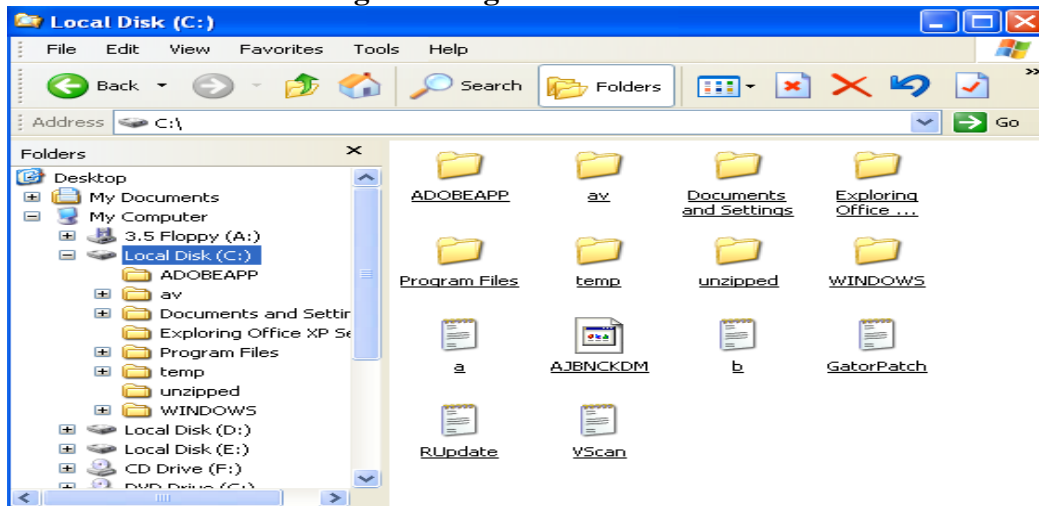 Local Disk (C:)
File Edit View Favorites Tools Help
Back Search Folders »
Address C:\ Go
Folders ×
Desktop
My Documents
My Computer
3.5 Floppy (A:)
Local Disk (C:)
ADOBEAPP
av
Documents and Settir
Exploring Office XP Se
Program Files
temp
unzipped
WINDOWS
Local Disk (D:)
Local Disk (E:)
CD Drive (F:)
ADOBEAPP av Documents and Settings Exploring Office ...
Program Files temp unzipped WINDOWS
a AJBNCKDM b GatorPatch
RUpdate VScan